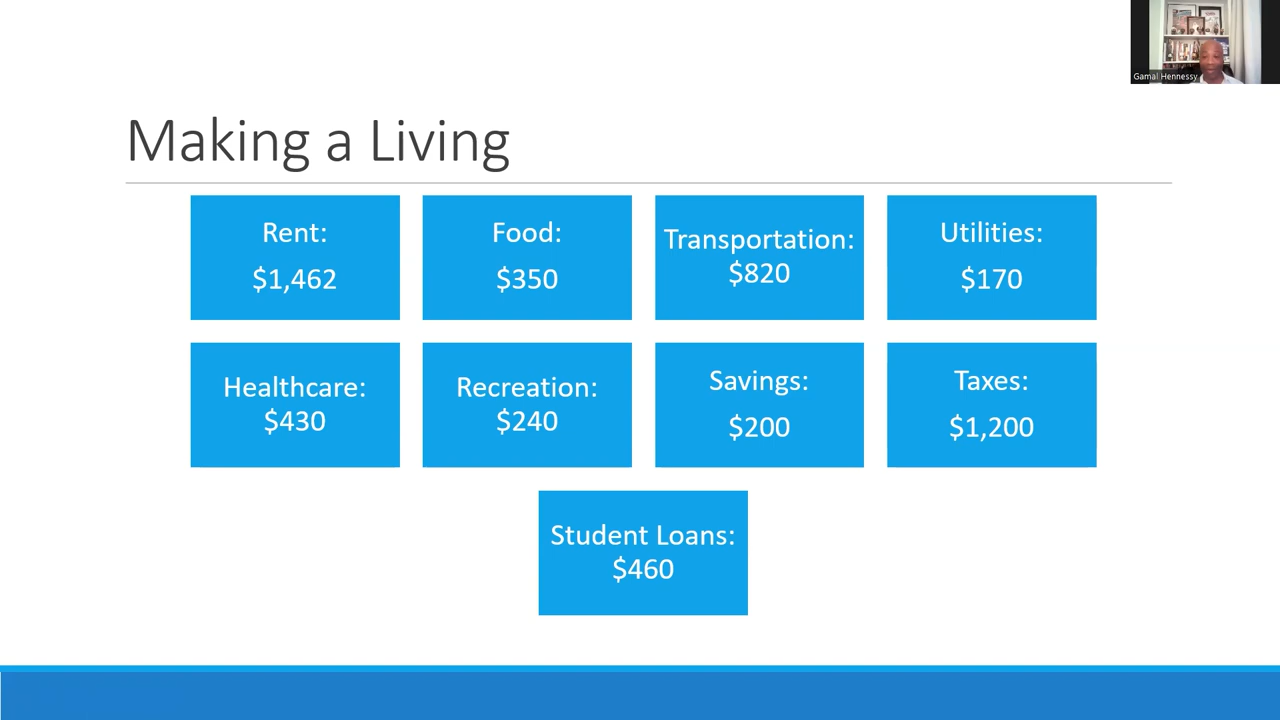 Gamal Hennessy
Making a Living
Rent:
$1,462
Food:
$350
Transportation:
$820
Utilities:
$170
Healthcare:
$430
Recreation:
$240
Savings:
$200
Taxes:
$1,200
Student Loans:
$460